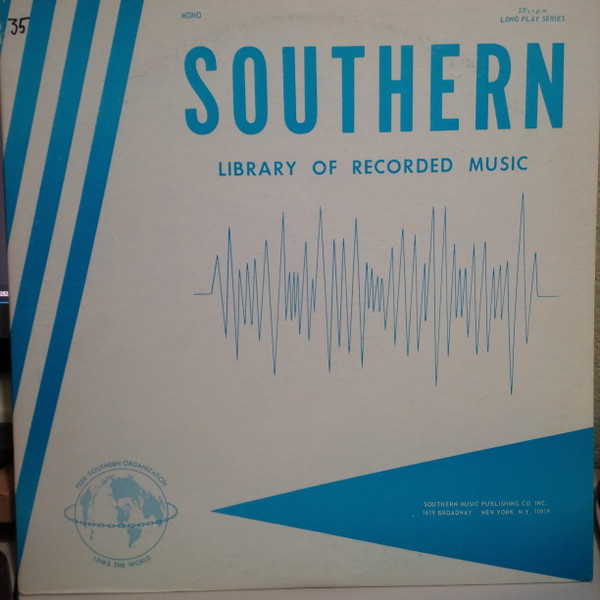 35
MONO
33⅓ r.p.m.
LONG PLAY SERIES
SOUTHERN
LIBRARY OF RECORDED MUSIC
PEER SOUTHERN ORGANIZATION
LINKS THE WORLD
SOUTHERN MUSIC PUBLISHING CO. INC.
1619 BROADWAY NEW YORK, N.Y. 10019